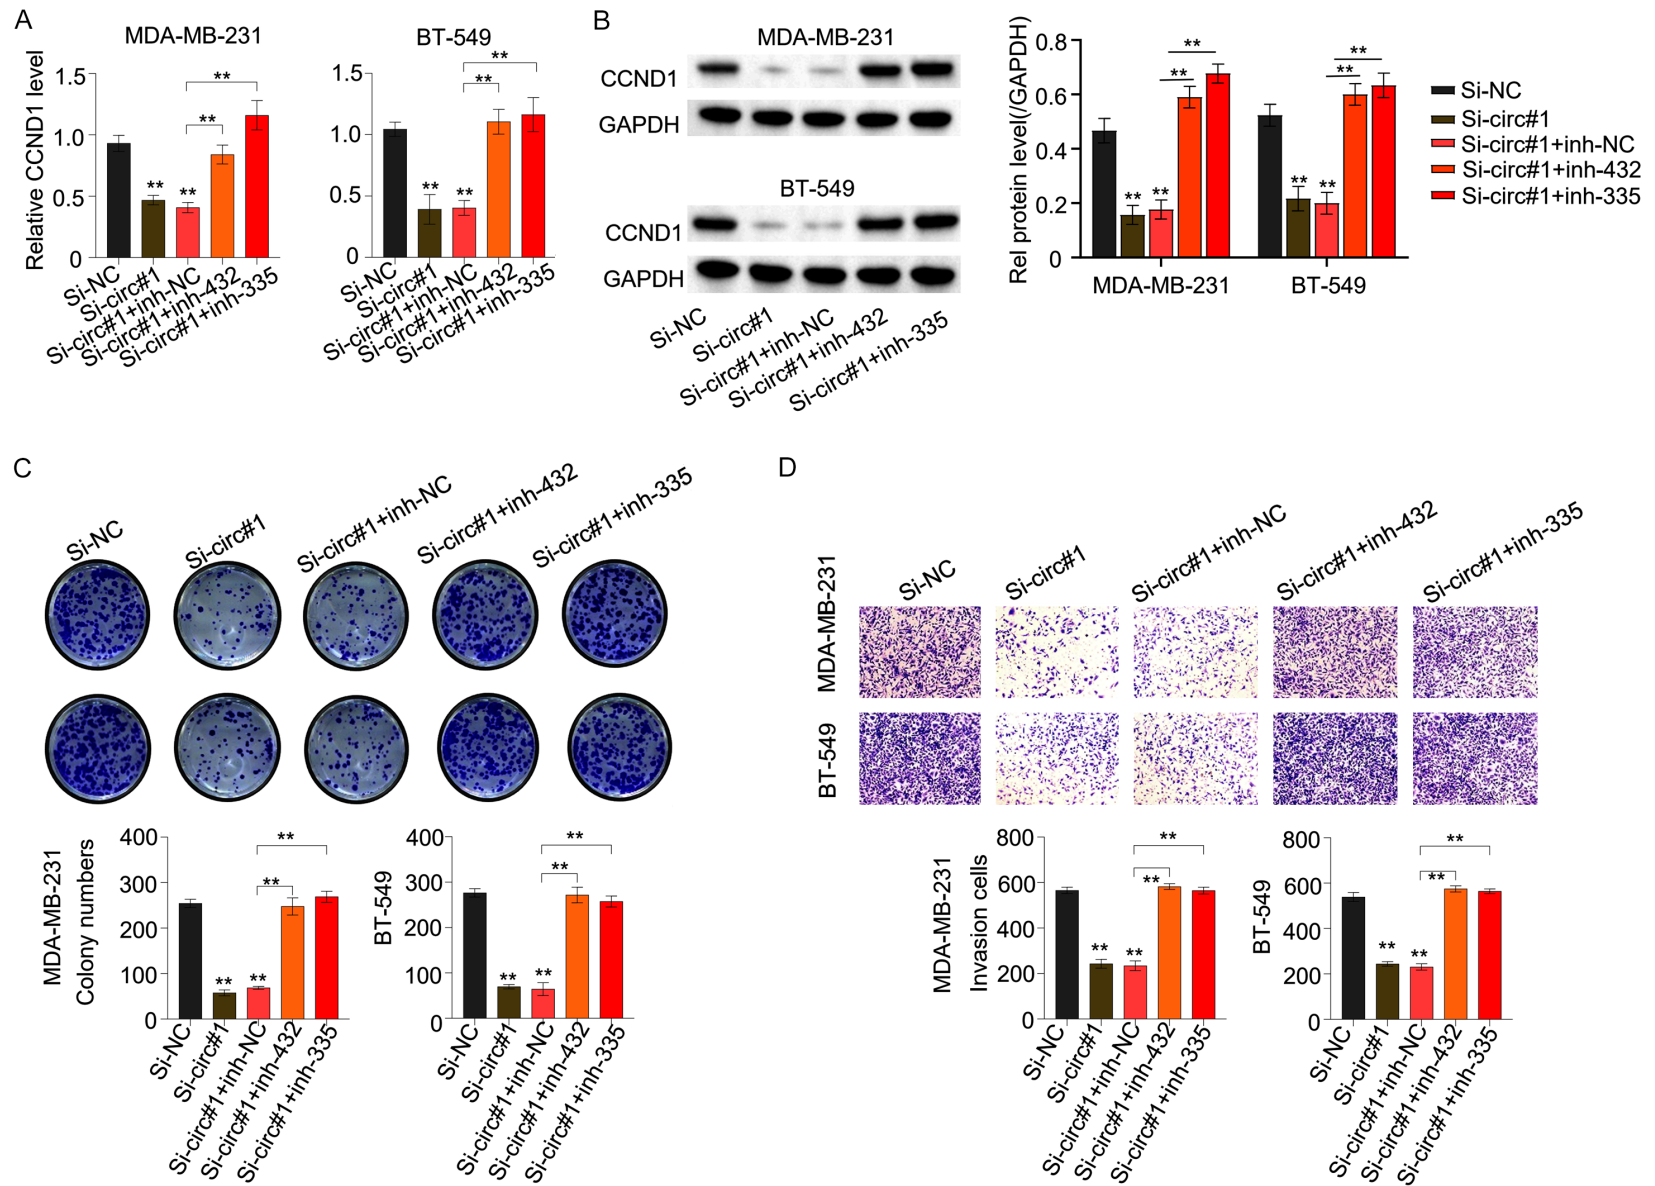 A
MDA-MB-231
Relative CCND1 level
1.5
1.0
0.5
0
**
**
**
**
Si-NC
Si-circ#1
Si-circ#1+inh-NC
Si-circ#1+inh-432
Si-circ#1+inh-335
BT-549
1.5
1.0
0.5
0
**
**
**
**
Si-NC
Si-circ#1
Si-circ#1+inh-NC
Si-circ#1+inh-432
Si-circ#1+inh-335
B
MDA-MB-231
CCND1
GAPDH
BT-549
CCND1
GAPDH
Si-NC
Si-circ#1
Si-circ#1+inh-NC
Si-circ#1+inh-432
Si-circ#1+inh-335
Rel protein level(/GAPDH)
0.8
0.6
0.4
0.2
0
**
**
**
**
**
**
**
**
MDA-MB-231
BT-549
Si-NC
Si-circ#1
Si-circ#1+inh-NC
Si-circ#1+inh-432
Si-circ#1+inh-335
C
Si-NC
Si-circ#1
Si-circ#1+inh-NC
Si-circ#1+inh-432
Si-circ#1+inh-335
MDA-MB-231
Colony numbers
400
300
200
100
0
**
**
**
**
Si-NC
Si-circ#1
Si-circ#1+inh-NC
Si-circ#1+inh-432
Si-circ#1+inh-335
BT-549
400
300
200
100
0
**
**
**
**
Si-NC
Si-circ#1
Si-circ#1+inh-NC
Si-circ#1+inh-432
Si-circ#1+inh-335
D
Si-NC
Si-circ#1
Si-circ#1+inh-NC
Si-circ#1+inh-432
Si-circ#1+inh-335
MDA-MB-231
BT-549
MDA-MB-231
Invasion cells
800
600
400
200
0
**
**
**
**
Si-NC
Si-circ#1
Si-circ#1+inh-NC
Si-circ#1+inh-432
Si-circ#1+inh-335
BT-549
800
600
400
200
0
**
**
**
**
Si-NC
Si-circ#1
Si-circ#1+inh-NC
Si-circ#1+inh-432
Si-circ#1+inh-335